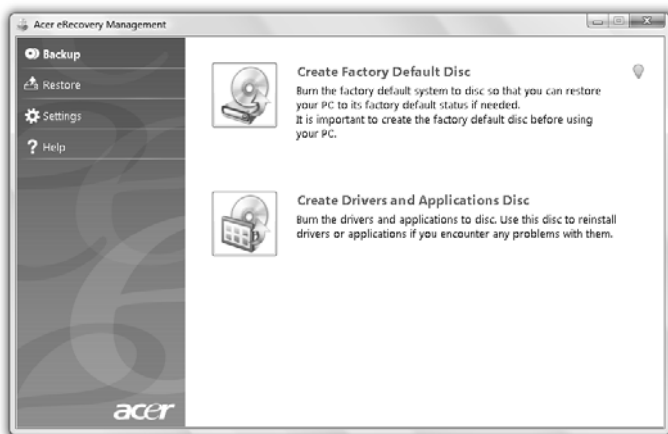 Acer eRecovery Management
Backup
Restore
Settings
Help
Create Factory Default Disc
Burn the factory default system to disc so that you can restore
your PC to its factory default status if needed.
It is important to create the factory default disc before using
your PC.
Create Drivers and Applications Disc
Burn the drivers and applications to disc. Use this disc to reinstall
drivers or applications if you encounter any problems with them.
acer